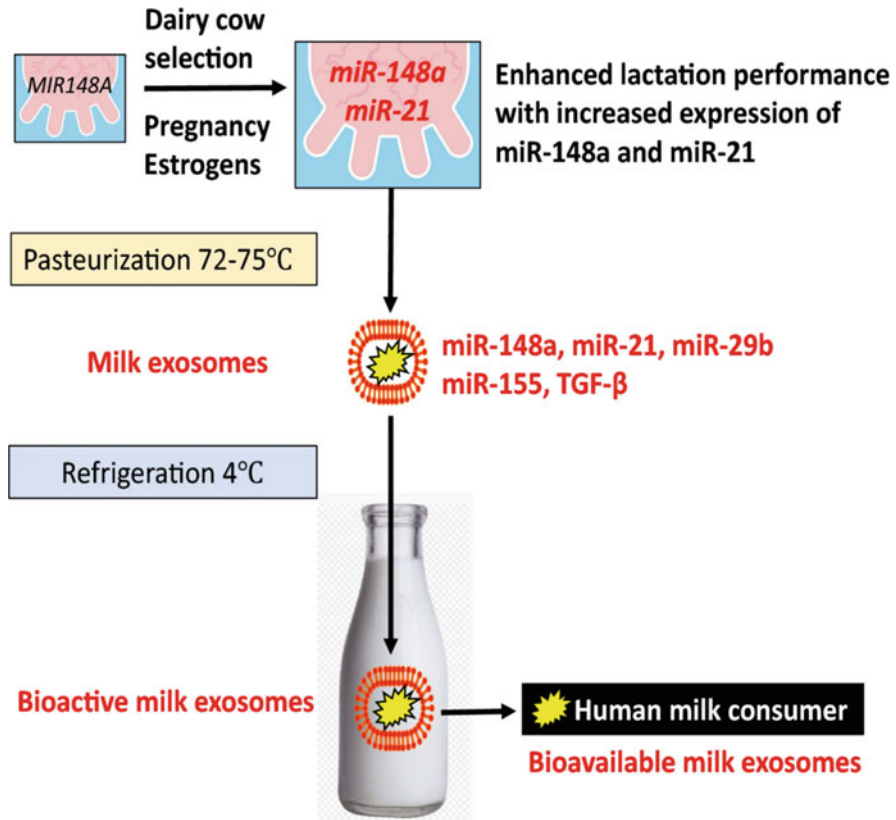 Dairy cow
selection
MIR148A
Pregnancy
Estrogens
miR-148a
miR-21
Enhanced lactation performance
with increased expression of
miR-148a and miR-21
Pasteurization 72-75°C
Milk exosomes
miR-148a, miR-21, miR-29b
miR-155, TGF-β
Refrigeration 4°C
Bioactive milk exosomes
Human milk consumer
Bioavailable milk exosomes